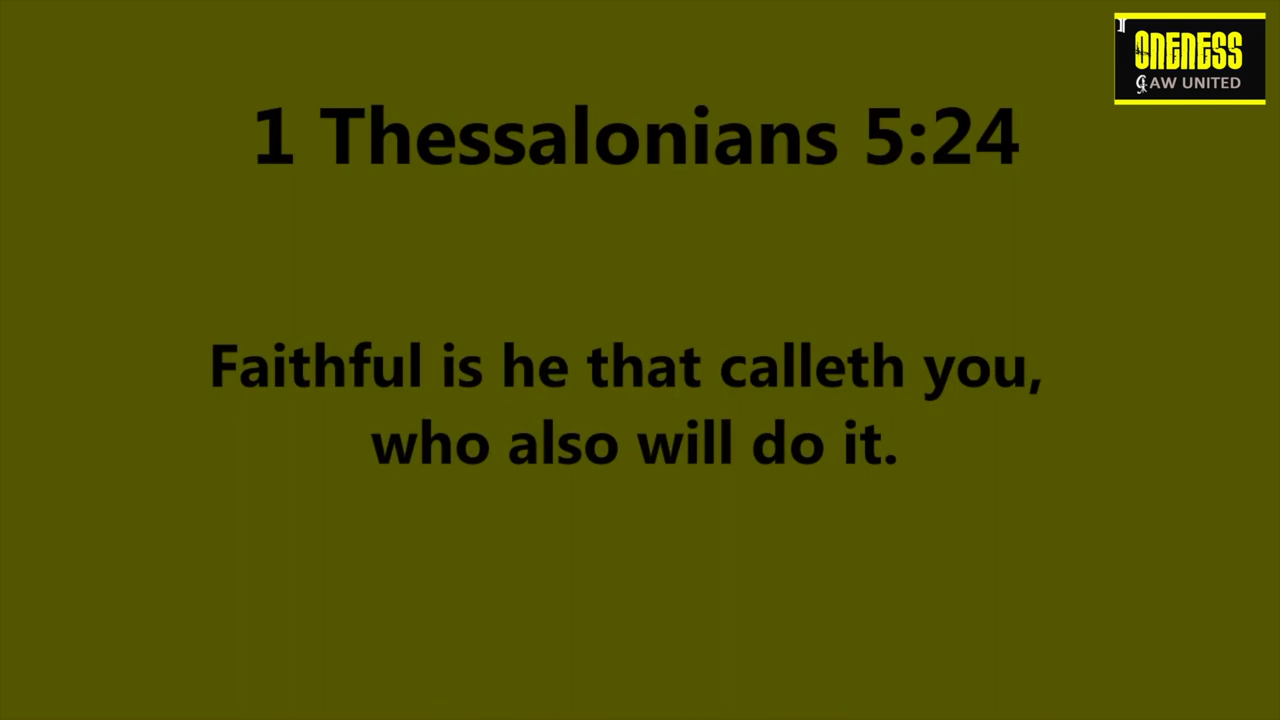 ONENESS
AW UNITED
1 Thessalonians 5:24
Faithful is he that calleth you,
who also will do it.